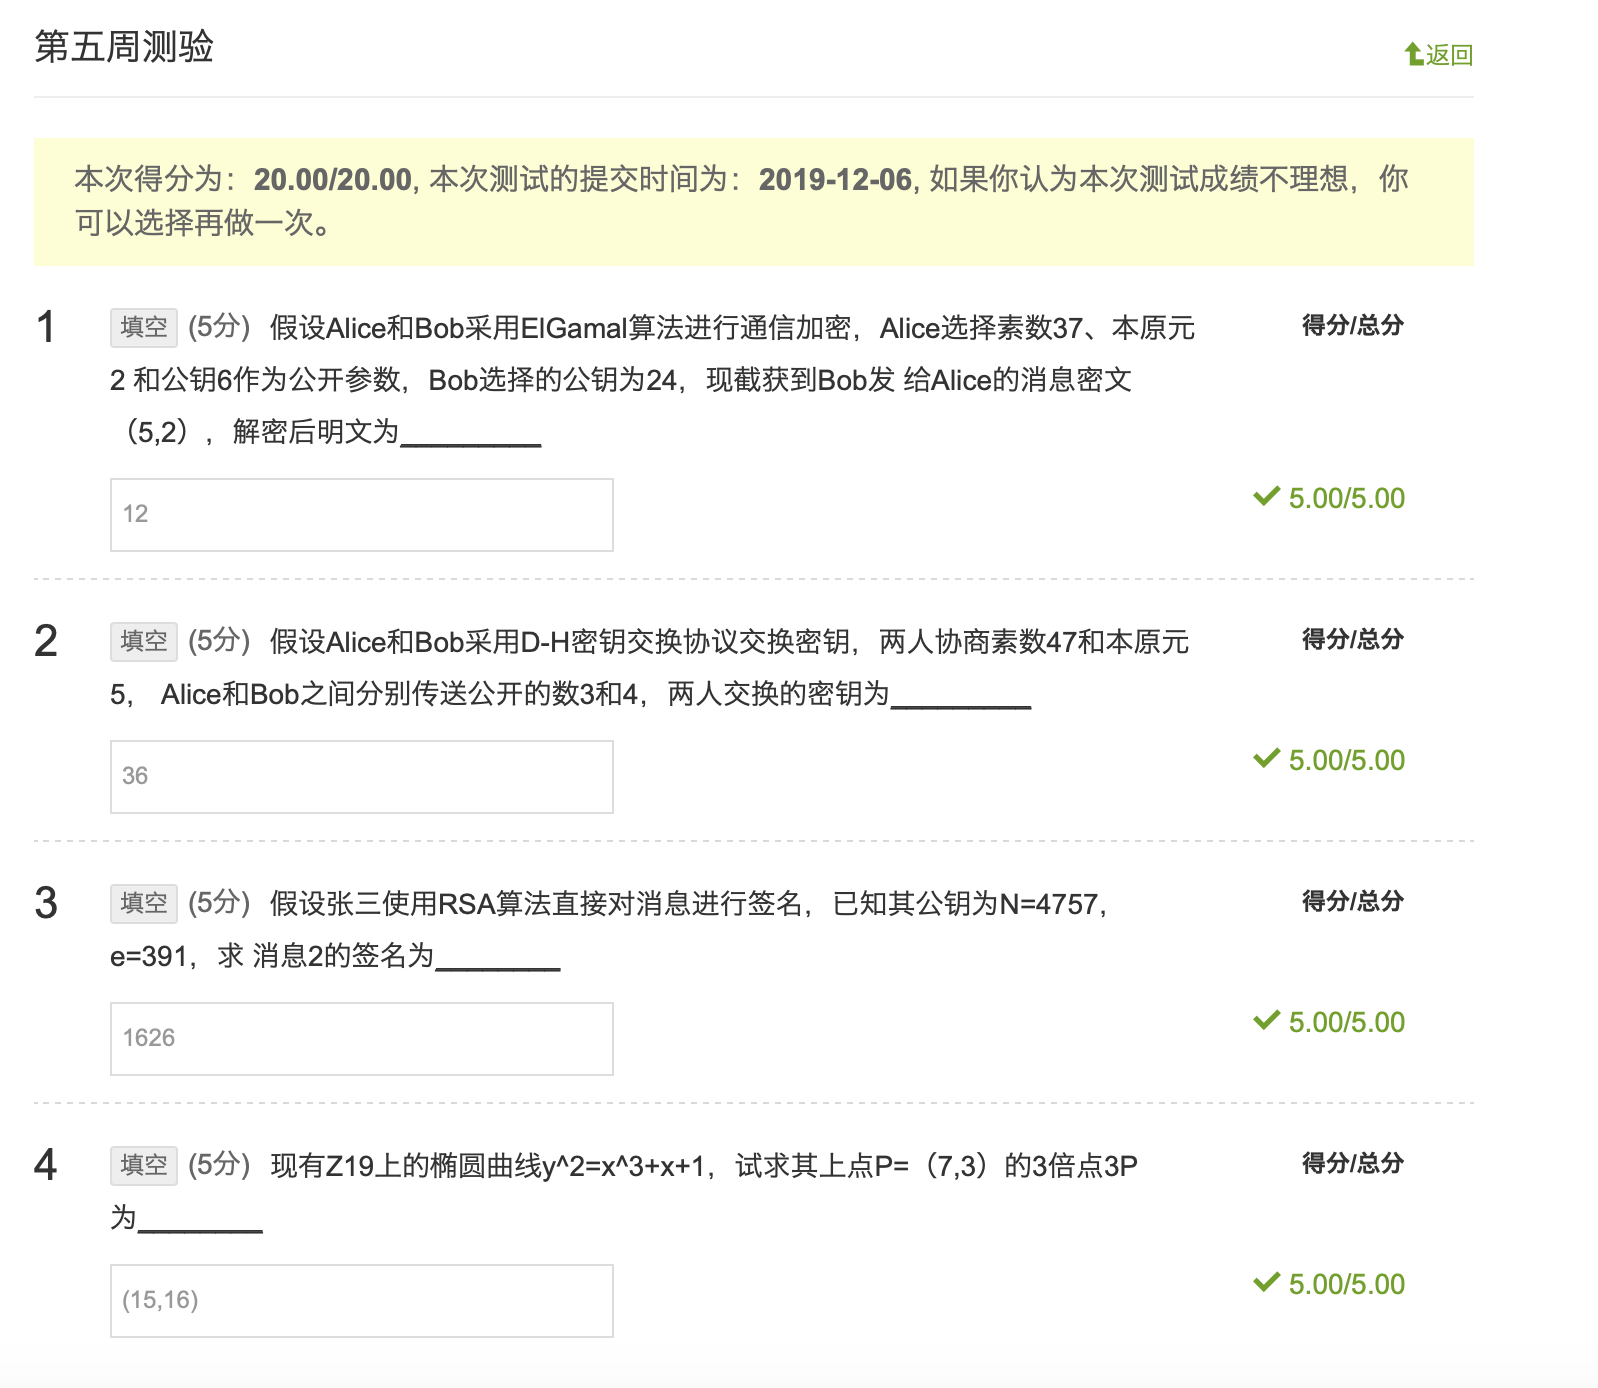 第五周测验
返回
本次得分为：20.00/20.00, 本次测试的提交时间为：2019-12-06, 如果你认为本次测试成绩不理想，你
可以选择再做一次。
1 填空 (5分) 假设Alice和Bob采用ElGamal算法进行通信加密，Alice选择素数37、本原元 得分/总分
2 和公钥6作为公开参数，Bob选择的公钥为24，现截获到Bob发 给Alice的消息密文
（5,2），解密后明文为_________
12
5.00/5.00
2 填空 (5分) 假设Alice和Bob采用D-H密钥交换协议交换密钥，两人协商素数47和本原元 得分/总分
5， Alice和Bob之间分别传送公开的数3和4，两人交换的密钥为_________
36
5.00/5.00
3 填空 (5分) 假设张三使用RSA算法直接对消息进行签名，已知其公钥为N=4757, 得分/总分
e=391，求 消息2的签名为________
1626
5.00/5.00
4 填空 (5分) 现有Z19上的椭圆曲线y^2=x^3+x+1，试求其上点P=（7,3）的3倍点3P 得分/总分
为________
(15,16)
5.00/5.00